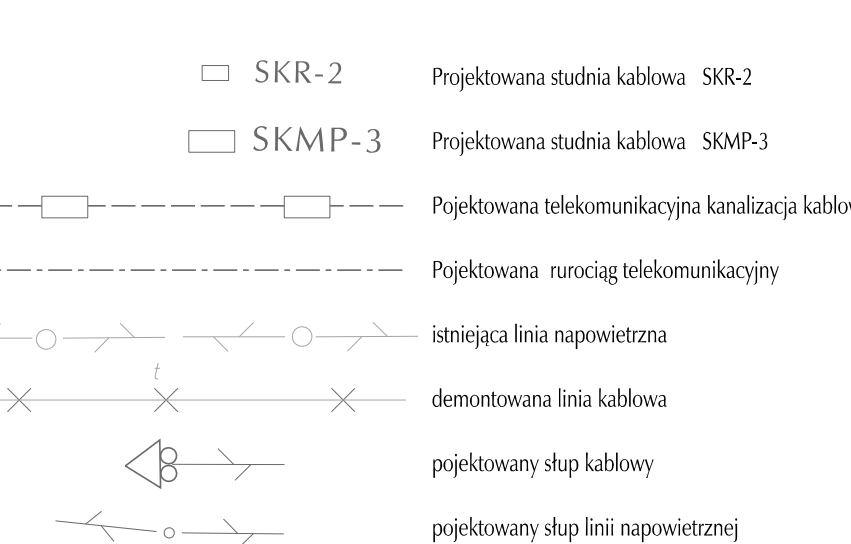 SKR-2 Projektowana studnia kablowa SKR-2
SKMP-3 Projektowana studnia kablowa SKMP-3
Pojektowana telekomunikacyjna kanalizacja
Pojektowana rurociąg telekomunikacyjny
istniejąca linia napowietrzna
t
demontowana linia kablowa
pojektowany słup kablowy
pojektowany słup linii napowietrznej